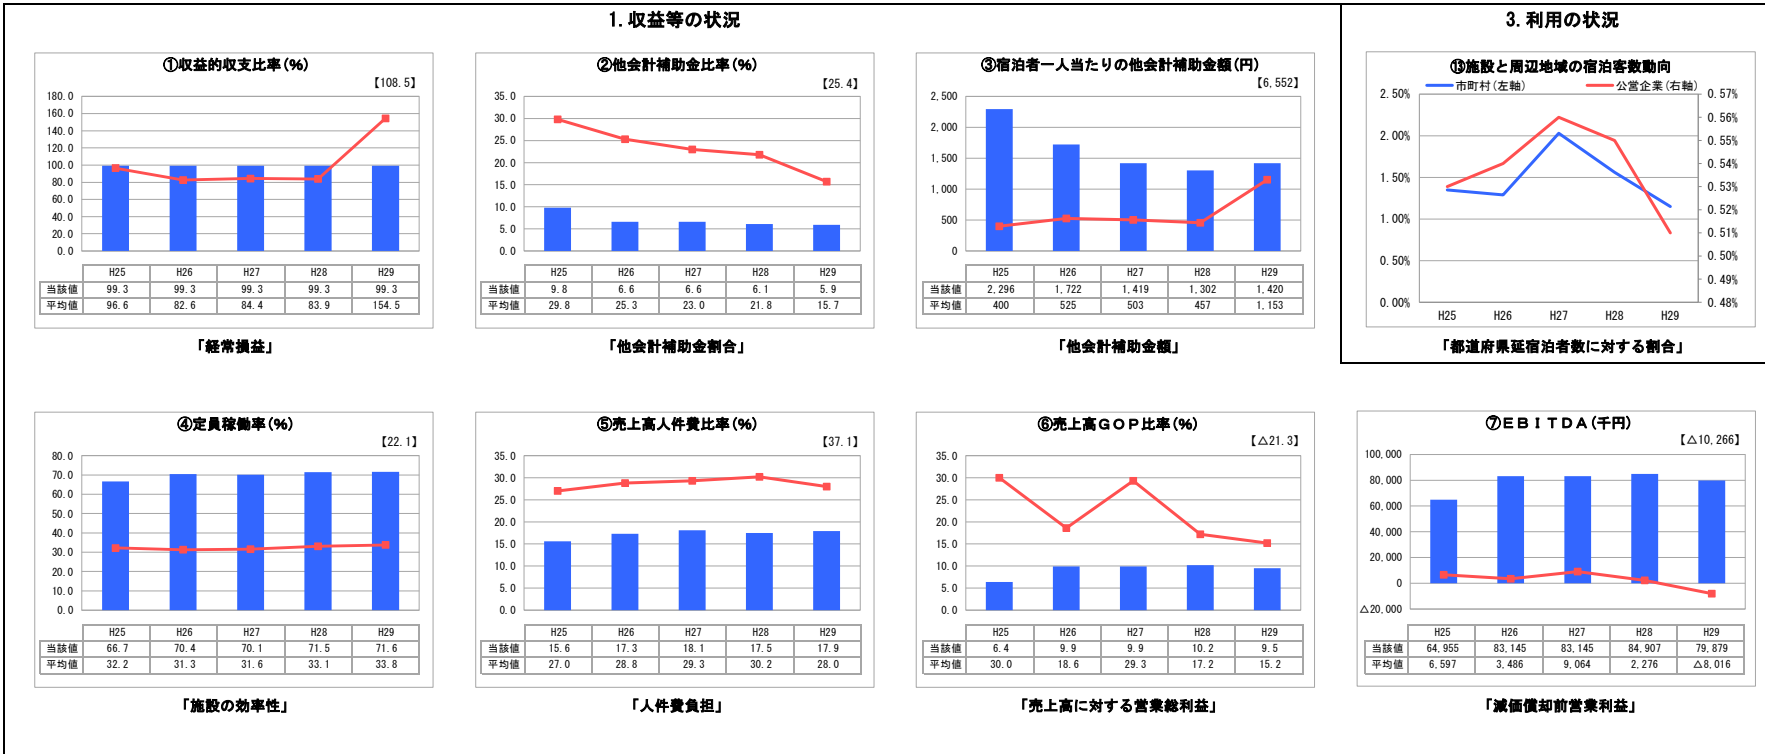 1. 収益等の状況
3. 利用の状況
①収益的収支比率(%)
【108.5】
180.0
160.0
140.0
120.0
100.0
80.0
60.0
40.0
20.0
0.0
H25 H26 H27 H28 H29
当該値 99.3 99.3 99.3 99.3 99.3
平均値 96.6 82.6 84.4 83.9 154.5
「経常損益」
②他会計補助金比率(%)
【25.4】
35.0
30.0
25.0
20.0
15.0
10.0
5.0
0.0
H25 H26 H27 H28 H29
当該値 9.8 6.6 6.6 6.1 5.9
平均値 29.8 25.3 23.0 21.8 15.7
「他会計補助金割合」
③宿泊者一人当たりの他会計補助金額(円)
【6,552】
2,500
2,000
1,500
1,000
500
0
H25 H26 H27 H28 H29
当該値 2,296 1,722 1,419 1,302 1,420
平均値 400 525 503 457 1,153
「他会計補助金額」
⑬施設と周辺地域の宿泊客数動向
市町村(左軸) 公営企業(右軸)
2.50%
2.00%
1.50%
1.00%
0.50%
0.00%
0.57%
0.56%
0.55%
0.54%
0.53%
0.52%
0.51%
0.50%
0.49%
0.48%
H25 H26 H27 H28 H29
「都道府県延宿泊者数に対する割合」
④定員稼働率(%)
【22.1】
80.0
70.0
60.0
50.0
40.0
30.0
20.0
10.0
0.0
H25 H26 H27 H28 H29
当該値 66.7 70.4 70.1 71.5 71.6
平均値 32.2 31.3 31.6 33.1 33.8
「施設の効率性」
⑤売上高人件費比率(%)
【37.1】
35.0
30.0
25.0
20.0
15.0
10.0
5.0
0.0
H25 H26 H27 H28 H29
当該値 15.6 17.3 18.1 17.5 17.9
平均値 27.0 28.8 29.3 30.2 28.0
「人件費負担」
⑥売上高GOP比率(%)
【△21.3】
35.0
30.0
25.0
20.0
15.0
10.0
5.0
0.0
H25 H26 H27 H28 H29
当該値 6.4 9.9 9.9 10.2 9.5
平均値 30.0 18.6 29.3 17.2 15.2
「売上高に対する営業総利益」
⑦EBITDA(千円)
【△10,266】
100,000
80,000
60,000
40,000
20,000
0
△20,000
H25 H26 H27 H28 H29
当該値 64,955 83,145 83,145 84,907 79,879
平均値 6,597 3,486 9,064 2,276 △8,016
「減価償却前営業利益」